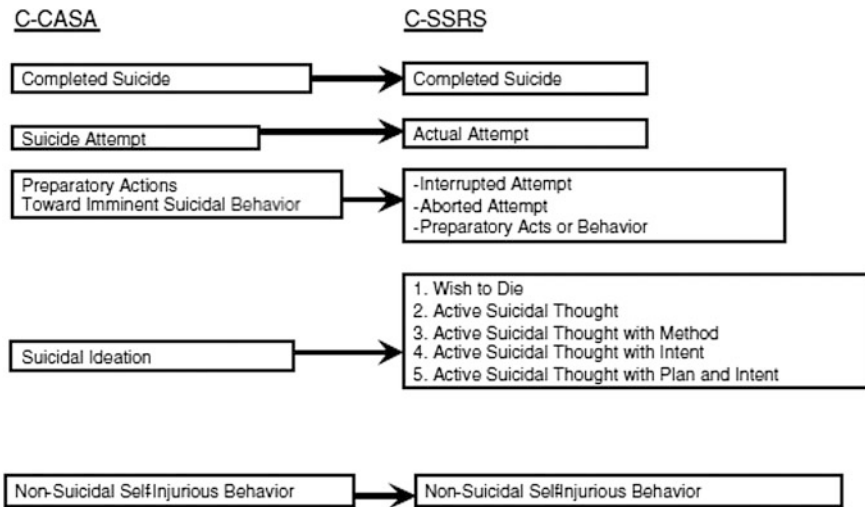 C-CASA
C-SSRS
Completed Suicide
Completed Suicide
Suicide Attempt
Actual Attempt
Preparatory Actions
Toward Imminent Suicidal Behavior
-Interrupted Attempt
-Aborted Attempt
-Preparatory Acts or Behavior
Suicidal Ideation
1. Wish to Die
2. Active Suicidal Thought
3. Active Suicidal Thought with Method
4. Active Suicidal Thought with Intent
5. Active Suicidal Thought with Plan and Intent
Non-Suicidal Self-Injurious Behavior
Non-Suicidal Self-Injurious Behavior